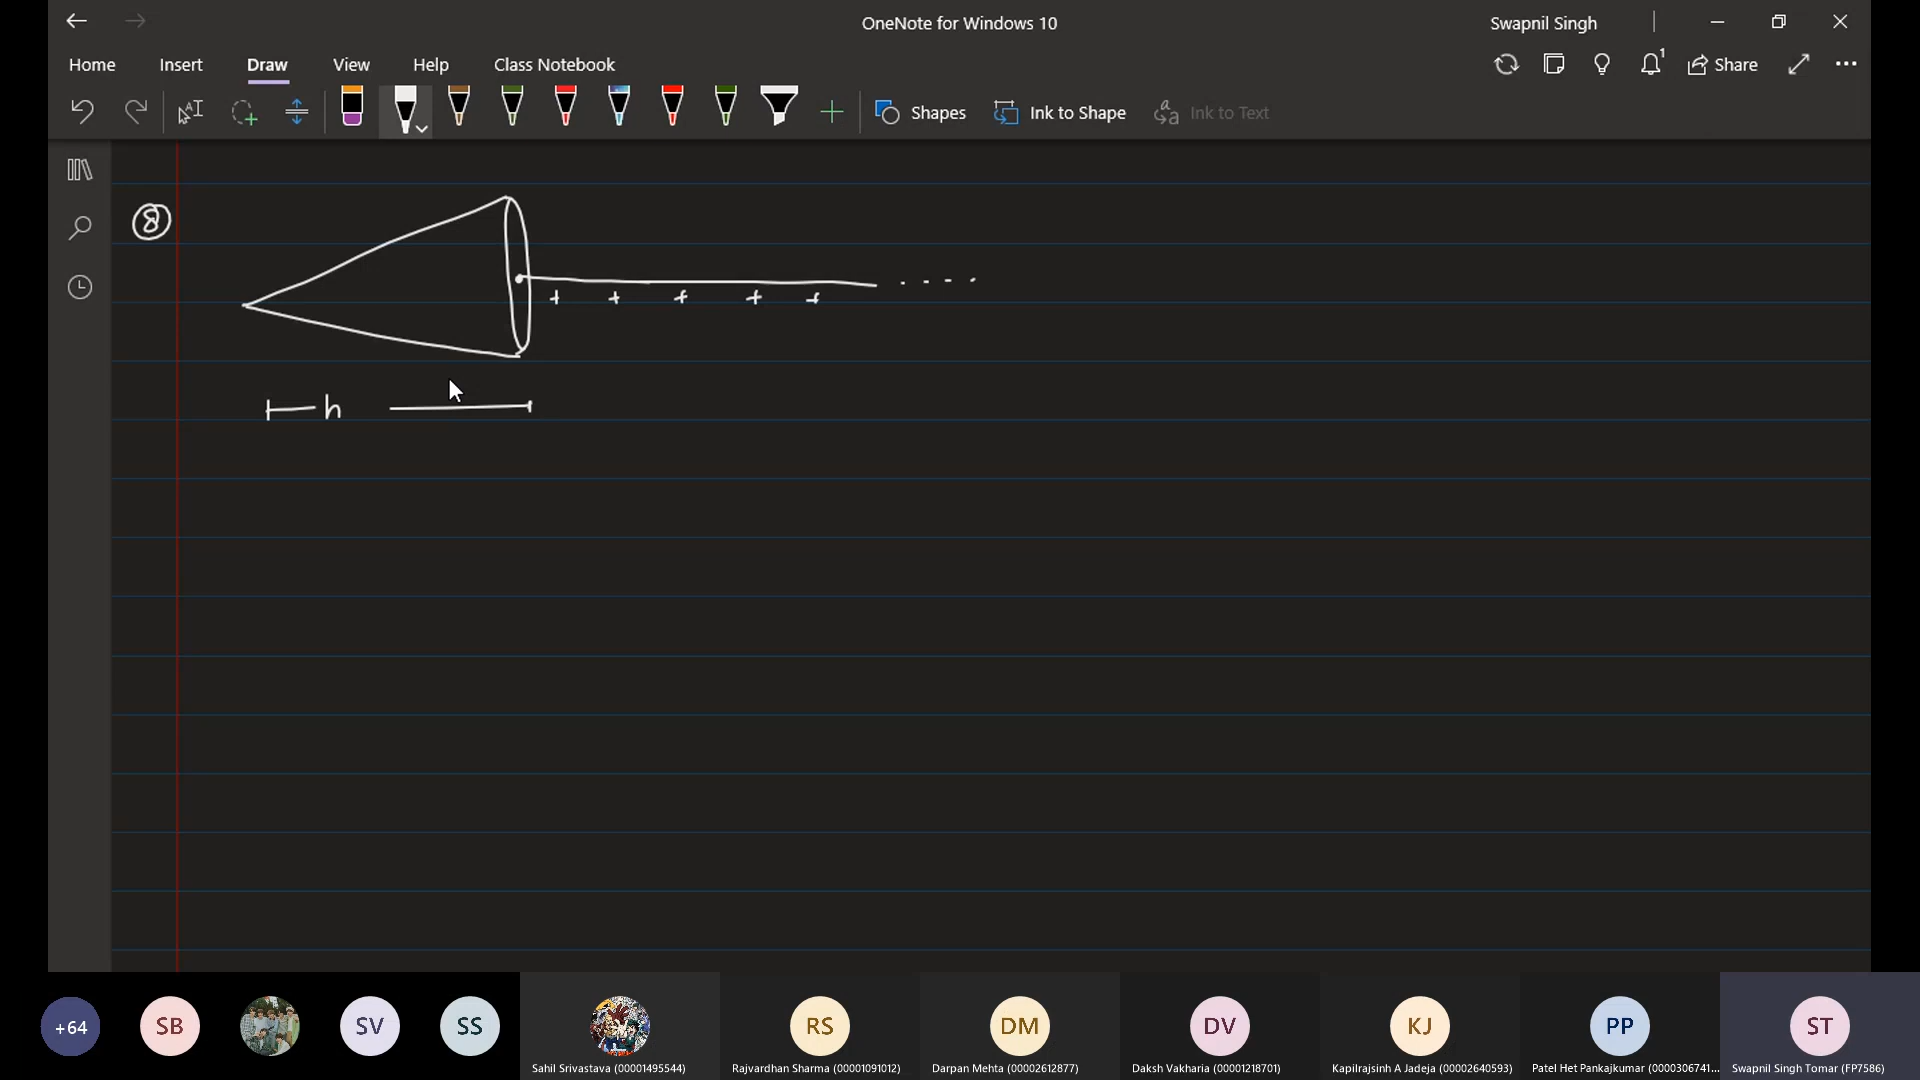 OneNote for Windows 10
Swapnil Singh
Home Insert Draw View Help Class Notebook
1 Share
Shapes Ink to Shape Ink to Text
8
+ + + + +
h
+64 SB SV SS RS DM DV KJ PP ST
Sahil Srivastava (00001495544) Rajvardhan Sharma (00001091012) Darpan Mehta (00002612877) Daksh Vakharia (00001218701) Kapilrajsinh A Jadeja (00002640593) Patel Het Pankajkumar (0000306741... Swapnil Singh Tomar (FP7586)